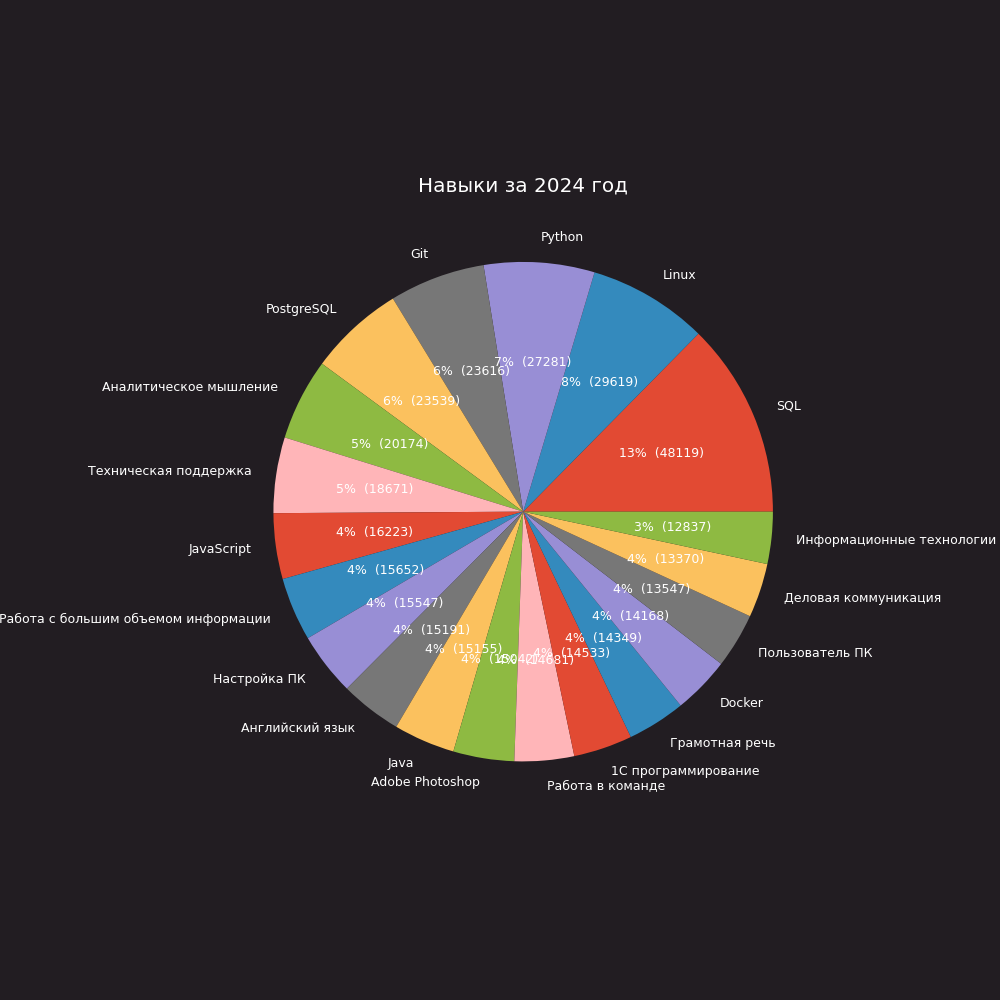 Навыки за 2024 год
Python
Git
Linux
PostgreSQL
7%  (27281)
6%  (23616)
8%  (29619)
Аналитическое мышление
6%  (23539)
SQL
5%  (20174)
13%  (48119)
Техническая поддержка
5%  (18671)
JavaScript
4%  (16223)
3%  (12837)
Информационные технологии
4%  (15652)
4%  (13370)
Работа с большим объемом информации
4%  (15547)
4%  (13547)
Деловая коммуникация
4%  (15191)
4%  (14168)
4%  (15155)
4%  (14349)
4%  (14533)
4%  (14681)
Пользователь ПК
Настройка ПК
Docker
Английский язык
Грамотная речь
Java
1С программирование
Adobe Photoshop
Работа в команде